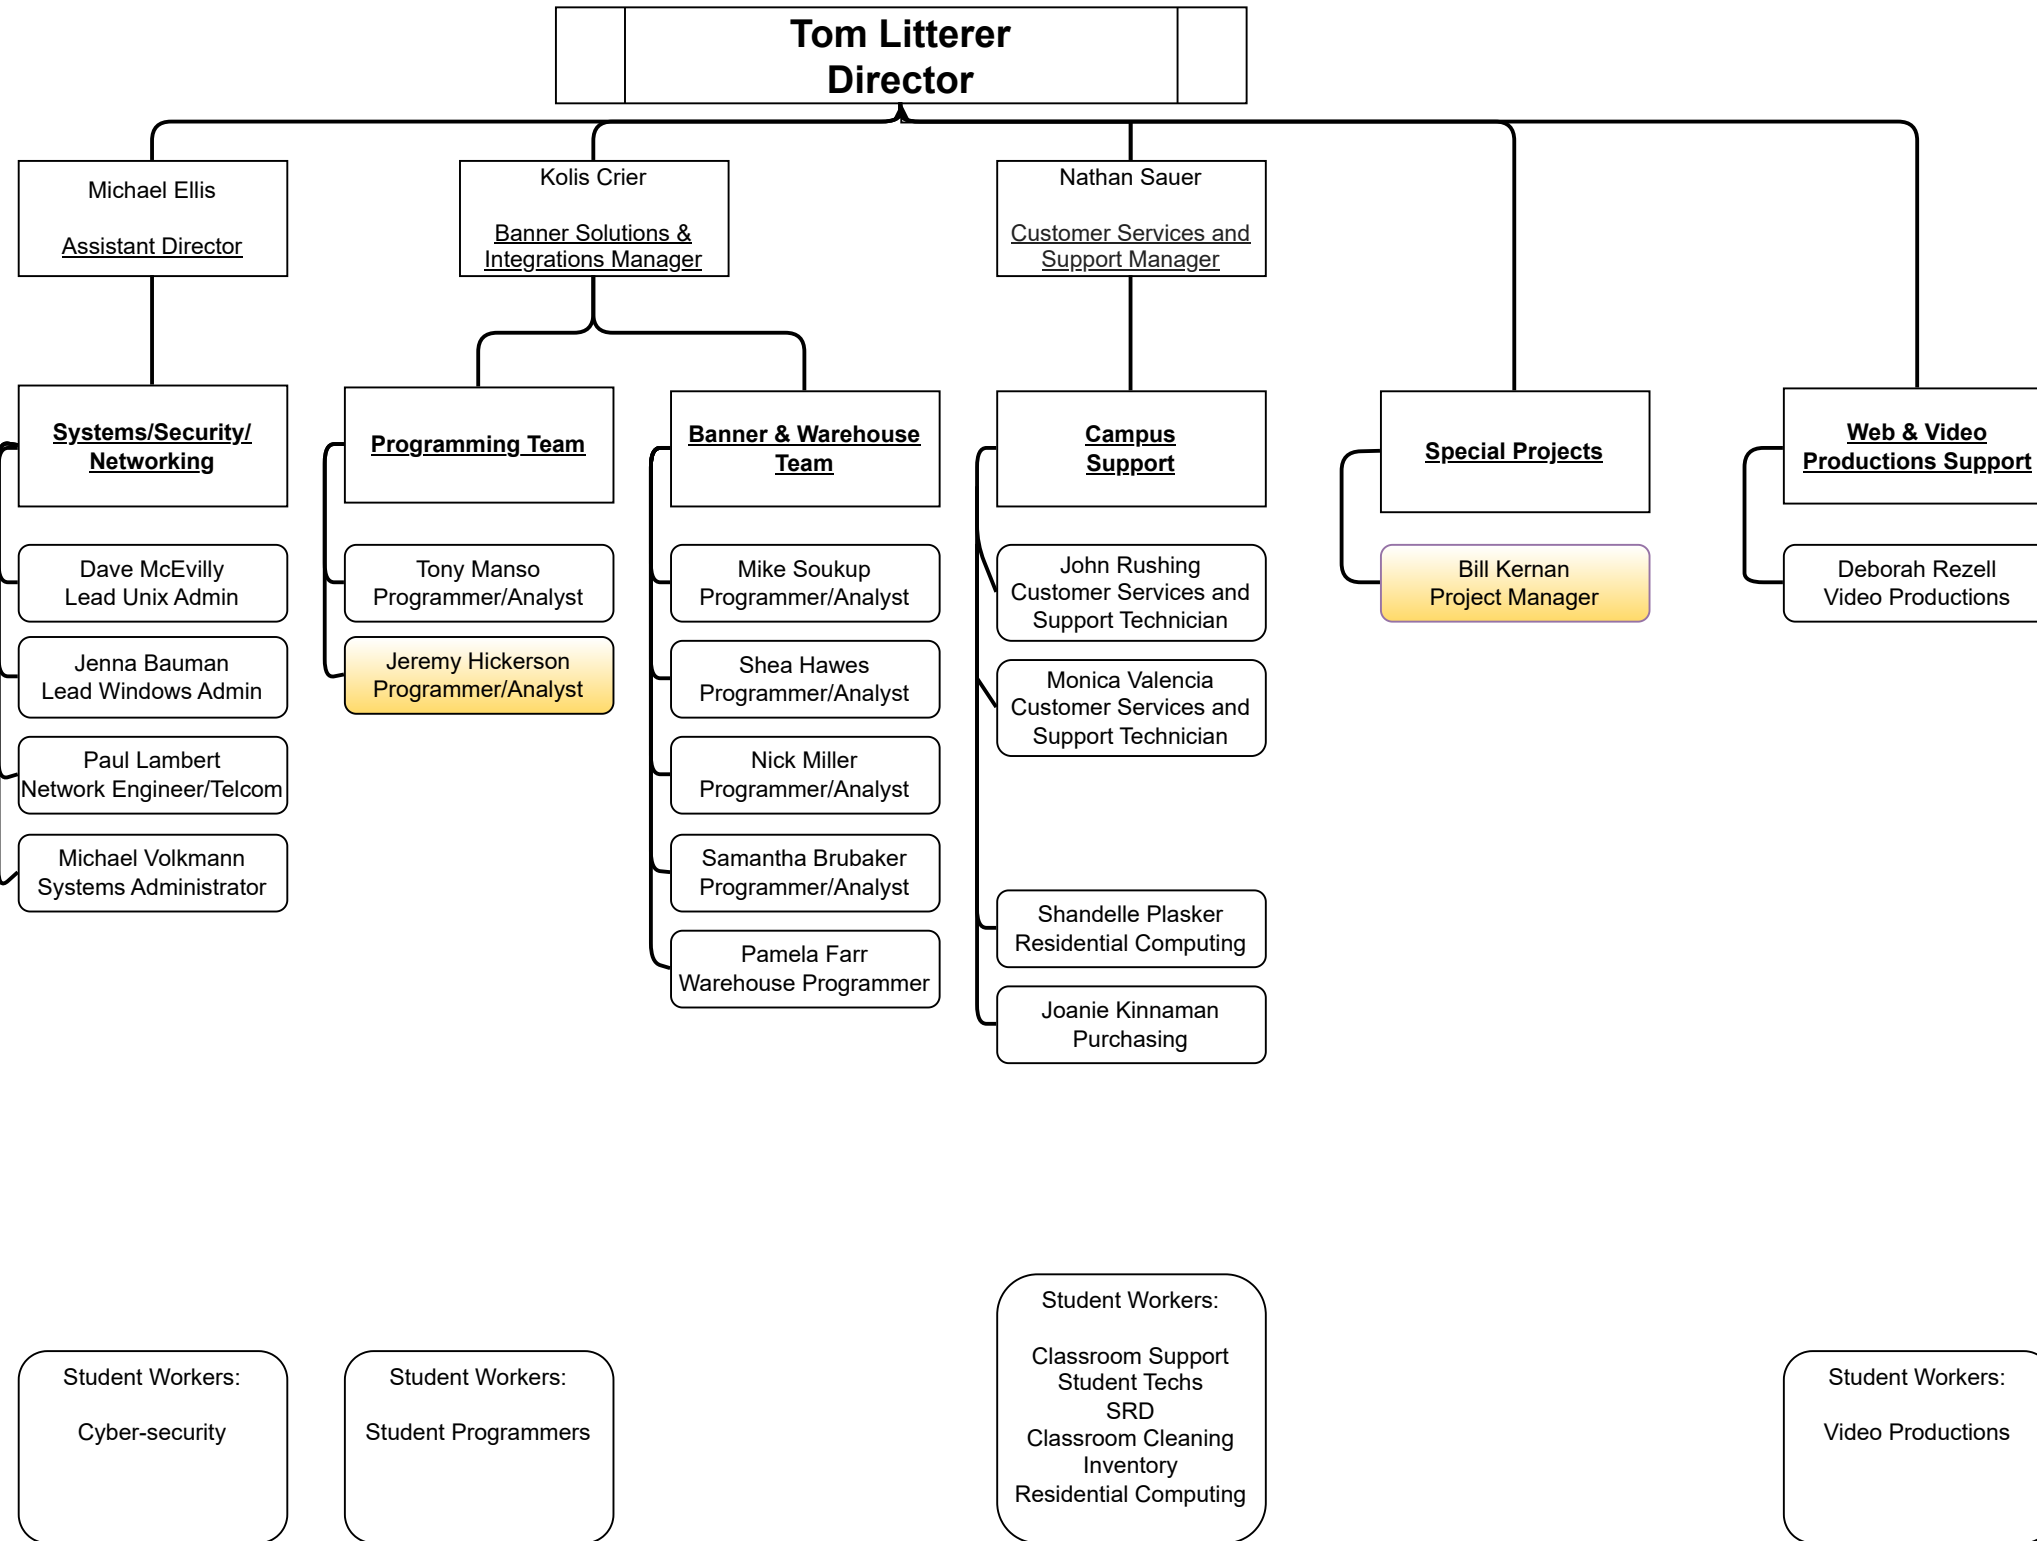 Tom Litterer
Director
Michael Ellis
Assistant Director
Kolis Crier
Banner Solutions &
Integrations Manager
Nathan Sauer
Customer Services and
Support Manager
Systems/Security/
Networking
Programming Team
Banner & Warehouse
Team
Campus
Support
Special Projects
Web & Video
Productions Support
Dave McEvilly
Lead Unix Admin
Jenna Bauman
Lead Windows Admin
Paul Lambert
Network Engineer/Telcom
Michael Volkmann
Systems Administrator
Tony Manso
Programmer/Analyst
Jeremy Hickerson
Programmer/Analyst
Mike Soukup
Programmer/Analyst
Shea Hawes
Programmer/Analyst
Nick Miller
Programmer/Analyst
Samantha Brubaker
Programmer/Analyst
Pamela Farr
Warehouse Programmer
John Rushing
Customer Services and
Support Technician
Monica Valencia
Customer Services and
Support Technician
Shandelle Plasker
Residential Computing
Joanie Kinnaman
Purchasing
Bill Kernan
Project Manager
Deborah Rezell
Video Productions
Student Workers:
Cyber-security
Student Workers:
Student Programmers
Student Workers:
Classroom Support
Student Techs
SRD
Classroom Cleaning
Inventory
Residential Computing
Student Workers:
Video Productions